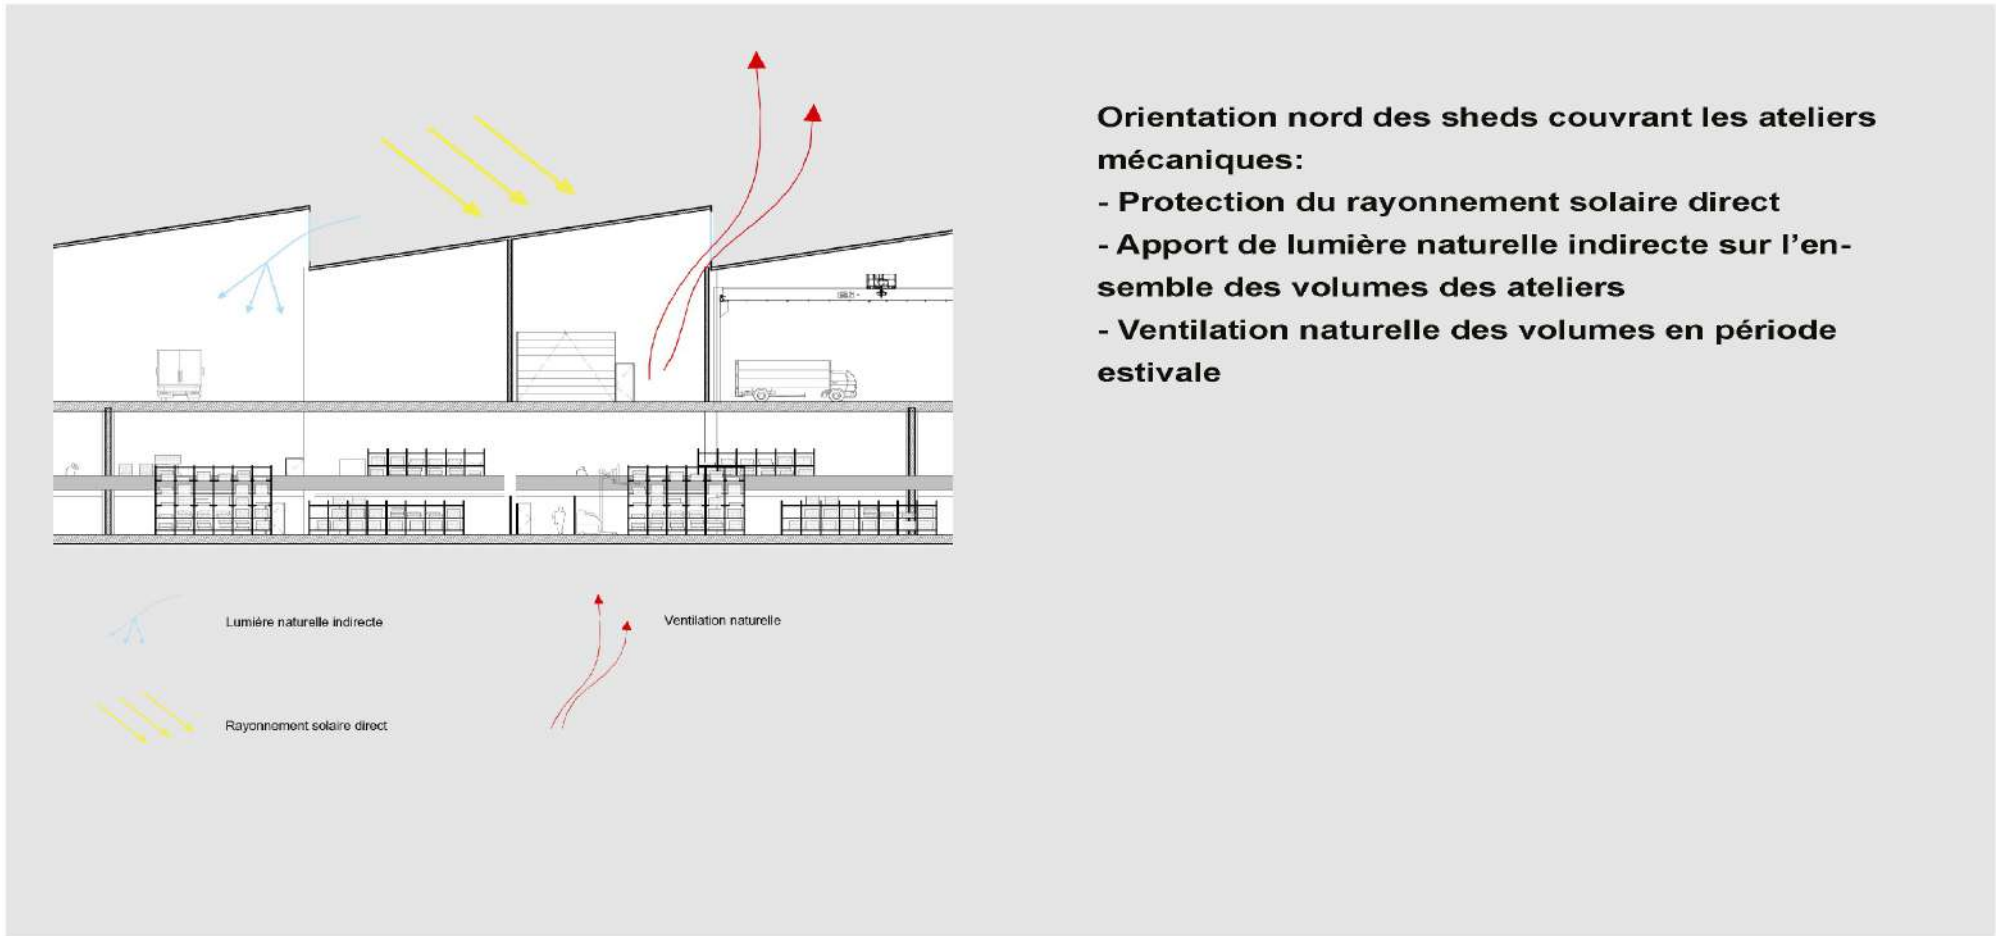 Orientation nord des sheds couvrant les ateliers
mécaniques:
- Protection du rayonnement solaire direct
- Apport de lumière naturelle indirecte sur l'en-
semble des volumes des ateliers
- Ventilation naturelle des volumes en période
estivale
Lumière naturelle indirecte
Ventilation naturelle
Rayonnement solaire direct